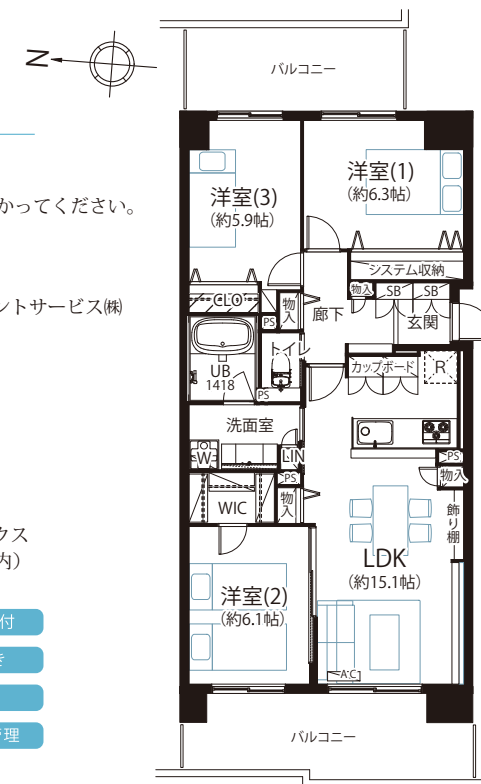 バルコニー
N
かってください。
ントサービス㈱
クス
内）
付
き
管理
洋室(3)
(約5.9帖)
洋室(1)
(約6.3帖)
システム収納
CLO
物入
PS
廊下
物入
SB
SB
玄関
トイレ
UB
1418
PS
カップボード
R
洗面室
W
LIN
PS
物入
PS
物入
WIC
飾り棚
LDK
(約15.1帖)
洋室(2)
(約6.1帖)
A・C
バルコニー